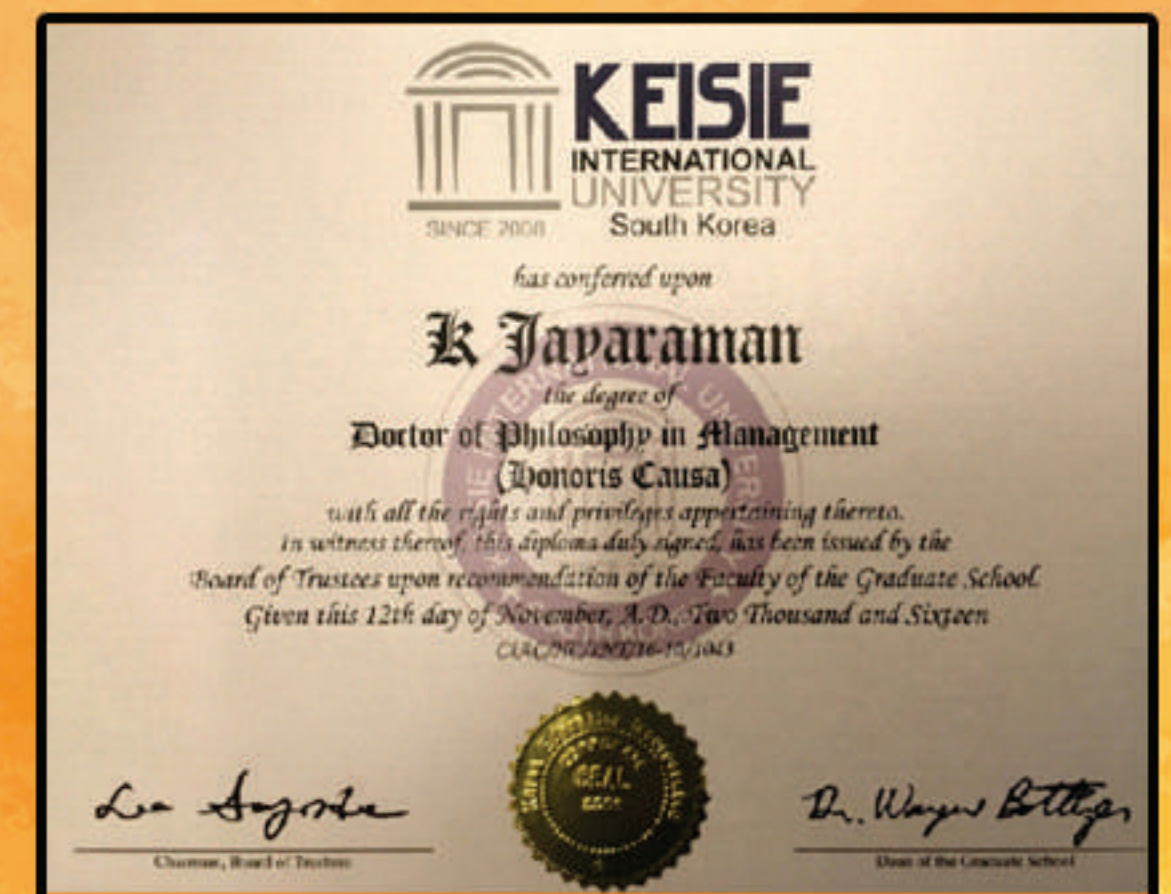 KEISIE
INTERNATIONAL
UNIVERSITY
SINCE 2008
South Korea
has conferred upon
K Jayaraman
the degree of
Doctor of Philosophy in Management
(Honoris Causa)
with all the rights and privileges appertaining thereto.
In witness thereof, this diploma duly signed, has been issued by the
Board of Trustees upon recommendation of the Faculty of the Graduate School.
Given this 12th day of November, A.D., Two Thousand and Sixteen
SEAL
Dr. Wayne
Chairman, Board of Trustees
Dean of the Graduate School